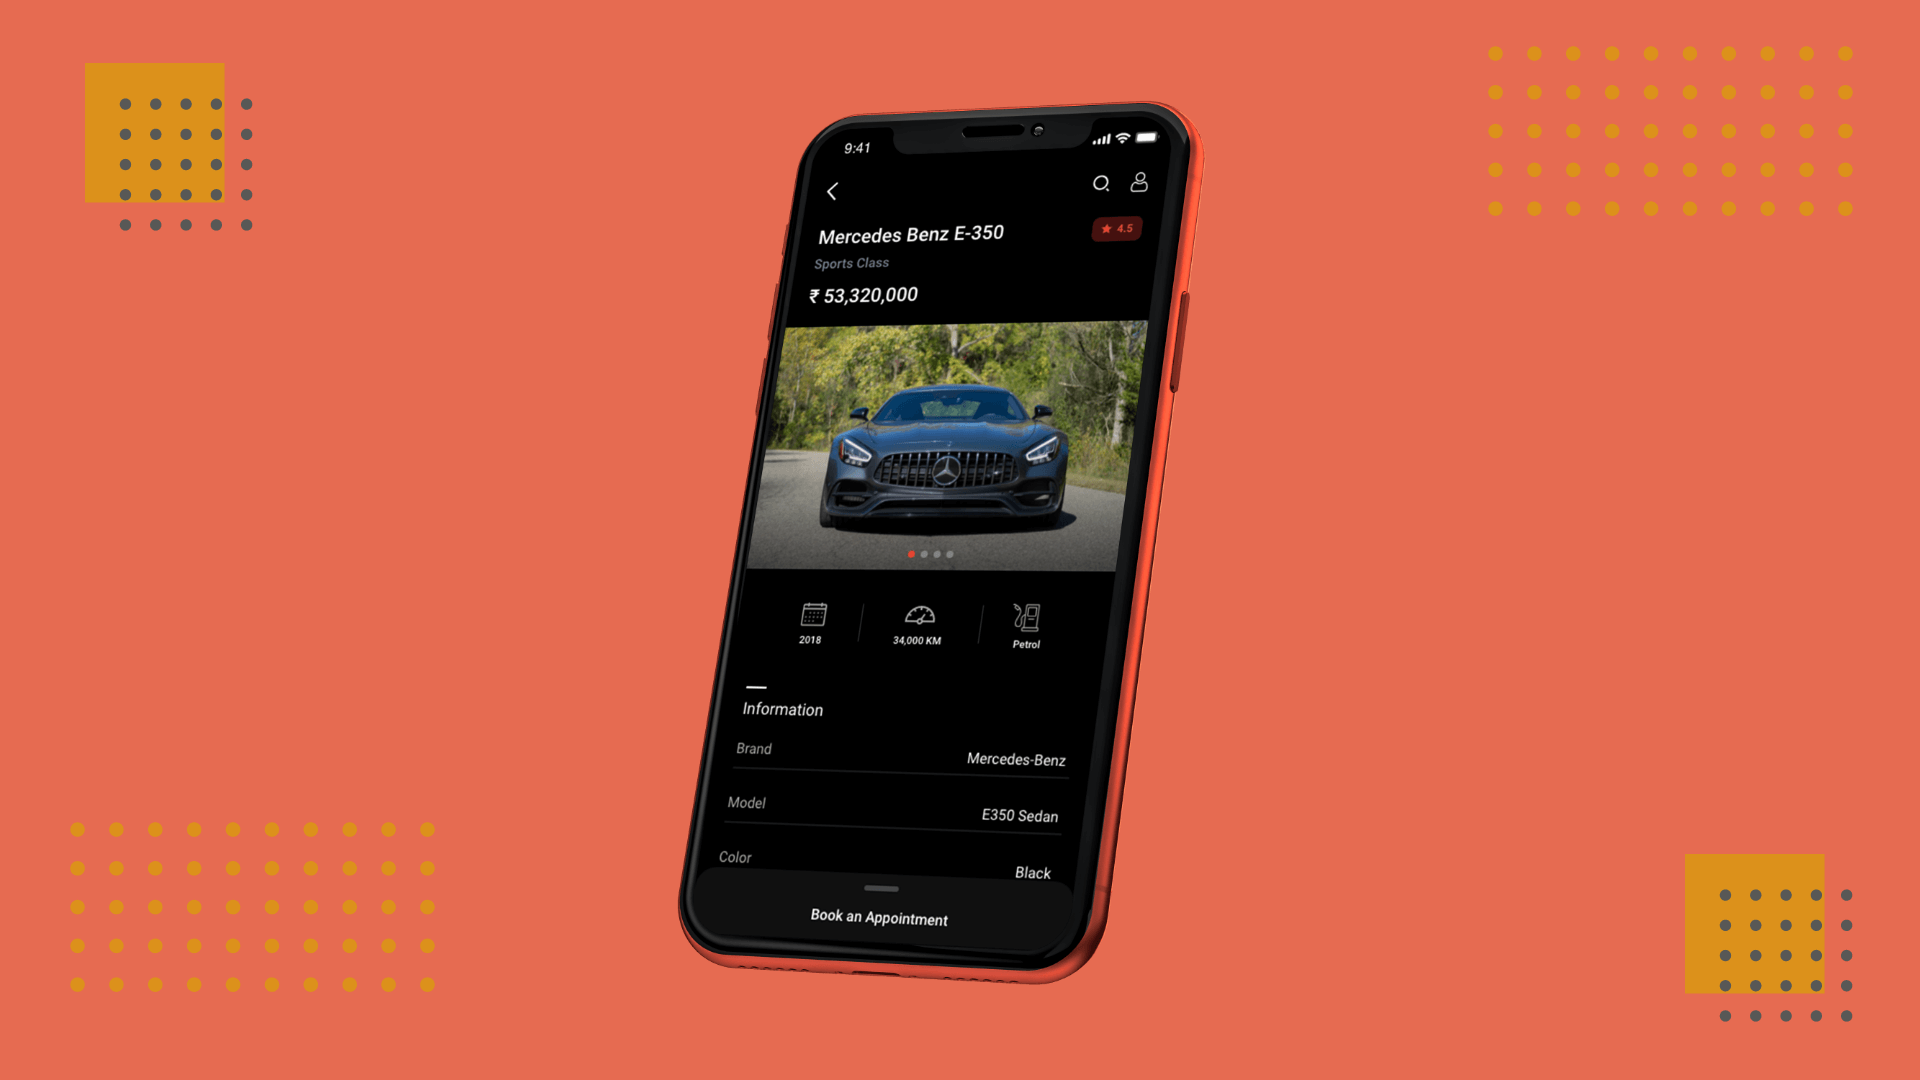 9:41
Mercedes Benz E-350
★ 4.5
Sports Class
₹ 53,320,000
2018
34,000 KM
Petrol
Information
Brand
Mercedes-Benz
Model
E350 Sedan
Color
Black
Book an Appointment